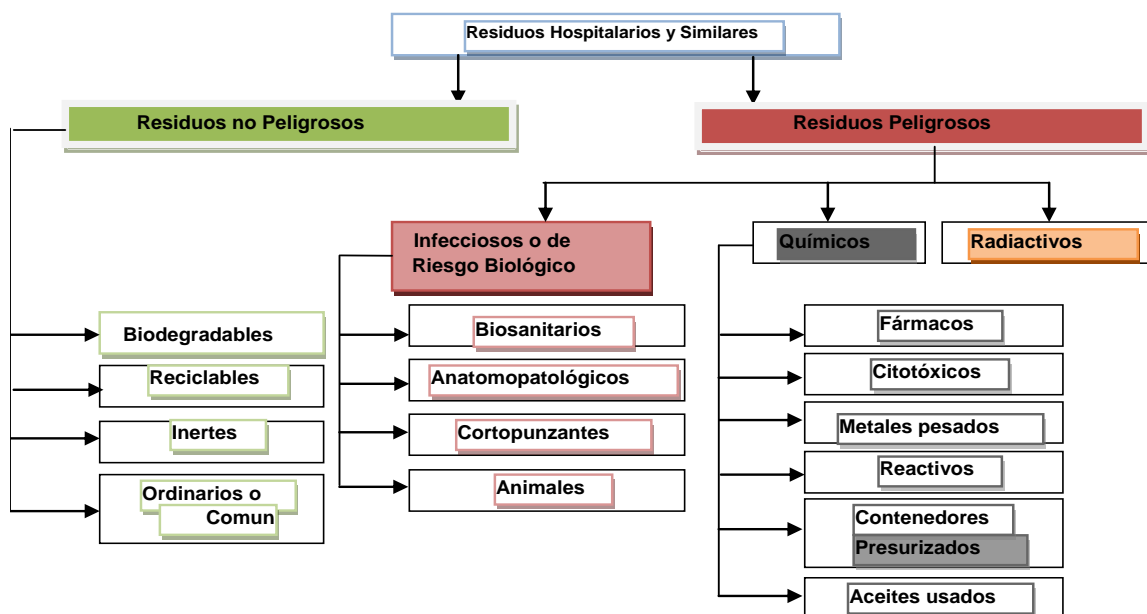 Residuos Hospitalarios y Similares
Residuos no Peligrosos
Residuos Peligrosos
Infecciosos o de
Riesgo Biológico
Químicos
Radiactivos
Biodegradables
Reciclables
Inertes
Ordinarios o
Comun
Biosanitarios
Anatomopatológicos
Cortopunzantes
Animales
Fármacos
Citotóxicos
Metales pesados
Reactivos
Contenedores
Presurizados
Aceites usados